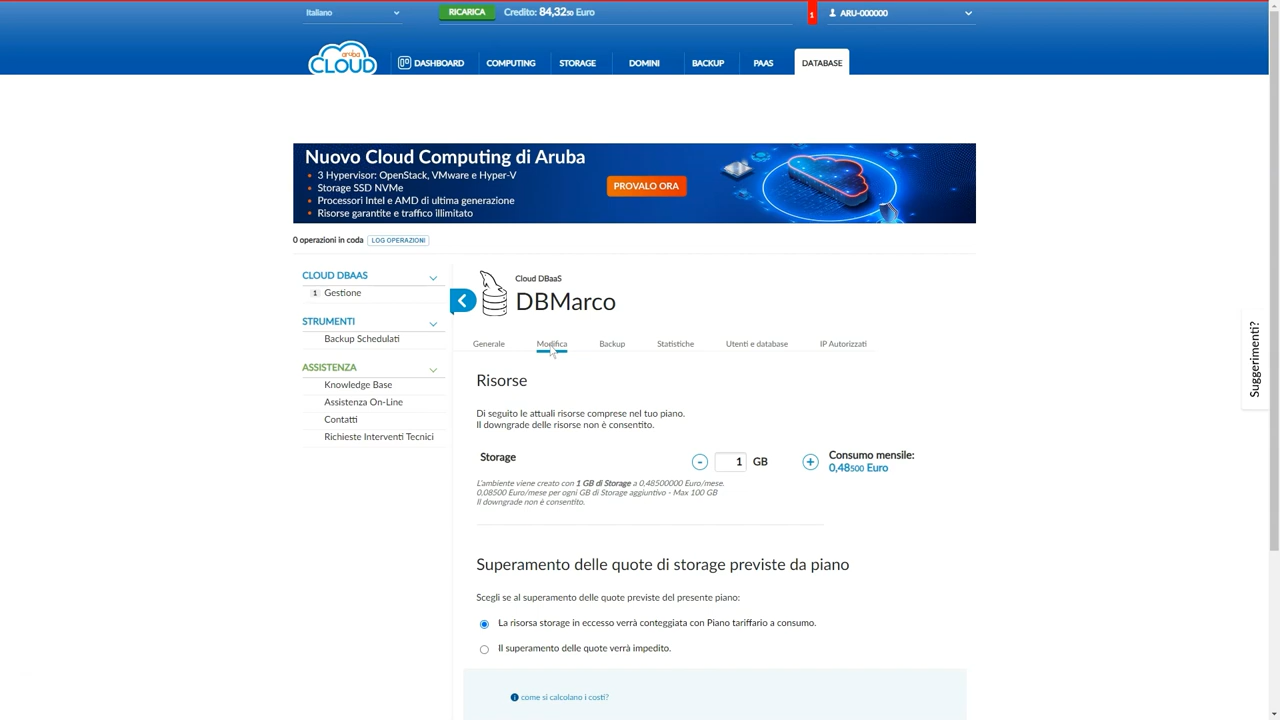 Italiano
RICARICA
Credito: 84,3250 Euro
1
ARU-000000
aruba
CLOUD
DASHBOARD
COMPUTING
STORAGE
DOMINI
BACKUP
PAAS
DATABASE
Nuovo Cloud Computing di Aruba
• 3 Hypervisor: OpenStack, VMware e Hyper-V
• Storage SSD NVMe
• Processori Intel e AMD di ultima generazione
• Risorse garantite e traffico illimitato
PROVALO ORA
0 operazioni in coda LOG OPERAZIONI
CLOUD DBAAS
1 Gestione
STRUMENTI
Backup Schedulati
ASSISTENZA
Knowledge Base
Assistenza On-Line
Contatti
Richieste Interventi Tecnici
Cloud DBaaS
DBMarco
Generale
Modifica
Backup
Statistiche
Utenti e database
IP Autorizzati
Risorse
Di seguito le attuali risorse comprese nel tuo piano.
Il downgrade delle risorse non è consentito.
Storage
- 1 GB +
Consumo mensile:
0,48500 Euro
L'ambiente viene creato con 1 GB di Storage a 0,48500000 Euro/mese.
0.08500 Euro/mese per ogni GB di Storage aggiuntivo - Max 100 GB
Il downgrade non è consentito.
Superamento delle quote di storage previste da piano
Scegli se al superamento delle quote previste del presente piano:
La risorsa storage in eccesso verrà conteggiata con Piano tariffario a consumo.
Il superamento delle quote verrà impedito.
come si calcolano i costi?
Suggerimenti?